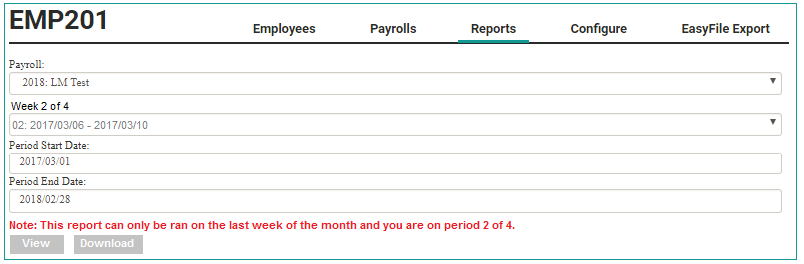 EMP201
Employees Payrolls Reports Configure EasyFile Export
Payroll:
2018: LM Test
Week 2 of 4
02: 2017/03/06 - 2017/03/10
Period Start Date:
2017/03/01
Period End Date:
2018/02/28
Note: This report can only be ran on the last week of the month and you are on period 2 of 4.
View Download